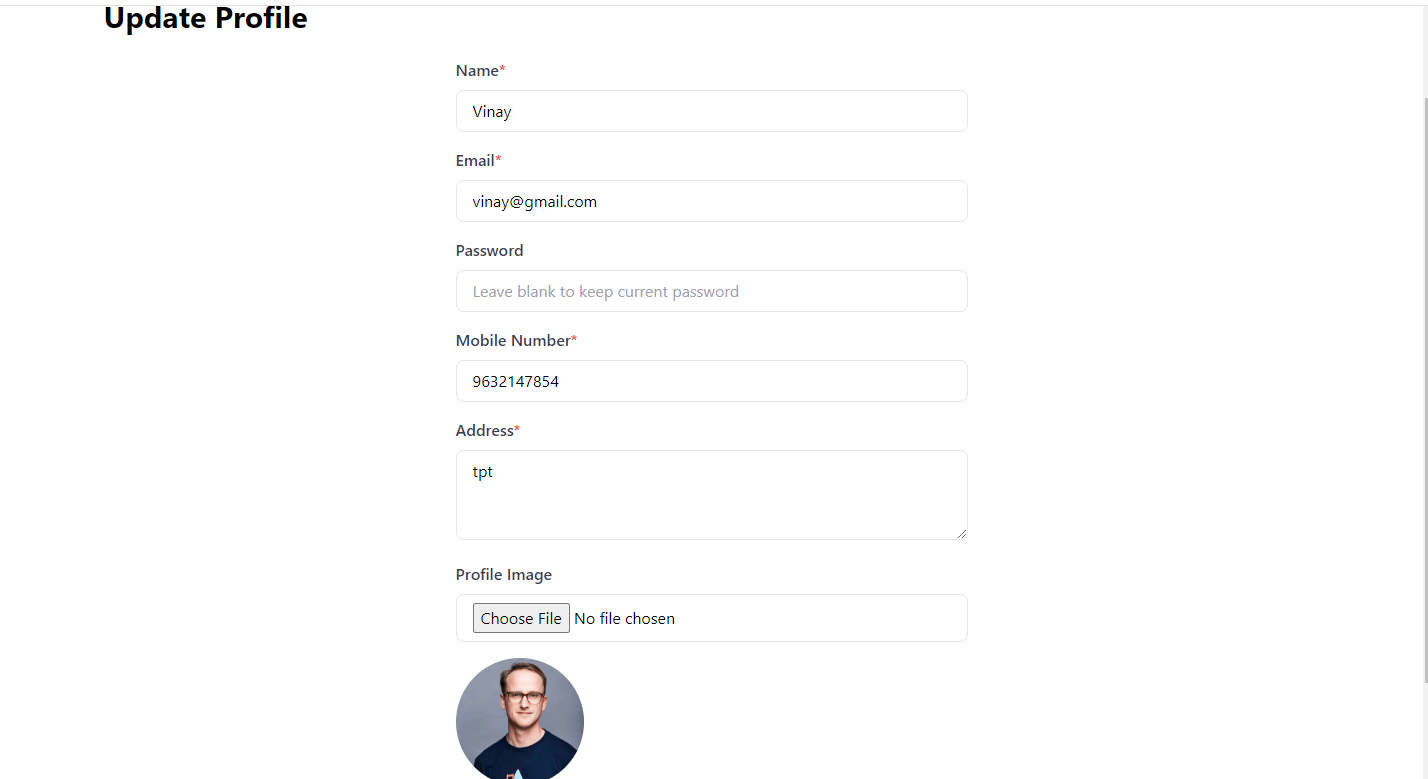 Update Profile
Name*
Vinay
Email*
vinay@gmail.com
Password
Leave blank to keep current password
Mobile Number*
9632147854
Address*
tpt
Profile Image
Choose File No file chosen